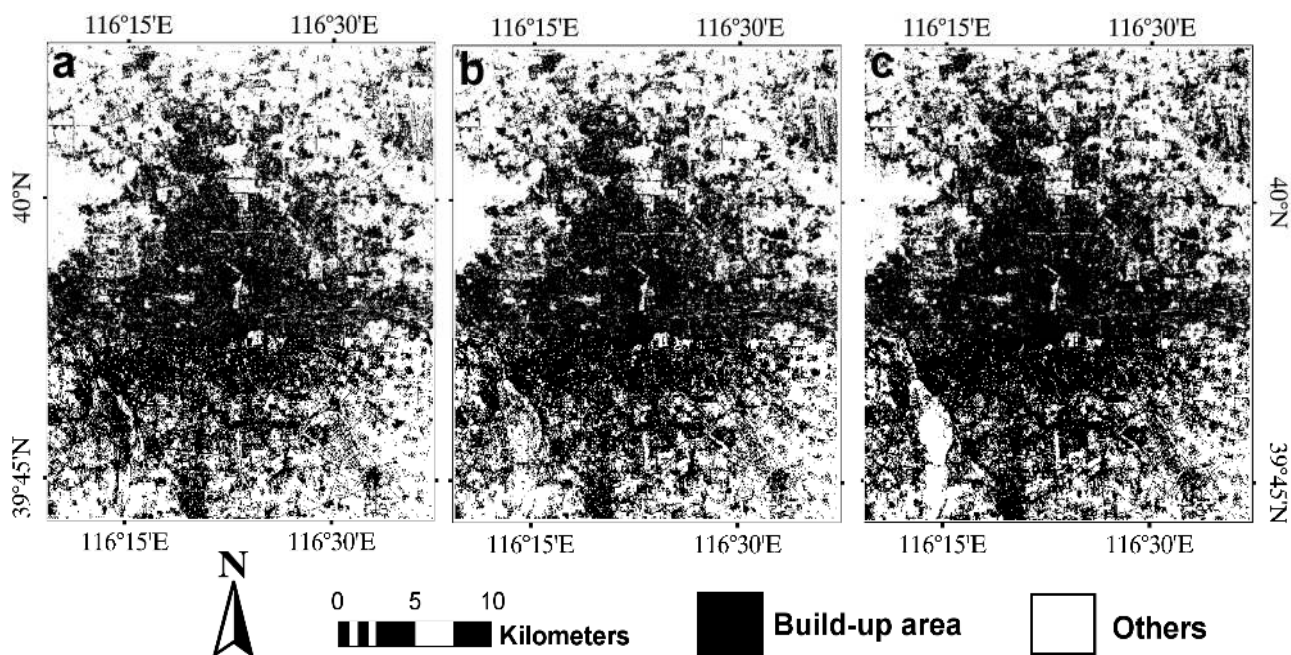 116°15'E 116°30'E 116°15'E 116°30'E 116°15'E 116°30'E
a b c
40°N 40°N
39°45'N 39°45'N
116°15'E 116°30'E 116°15'E 116°30'E 116°15'E 116°30'E
N
0 5 10
Kilometers Build-up area Others